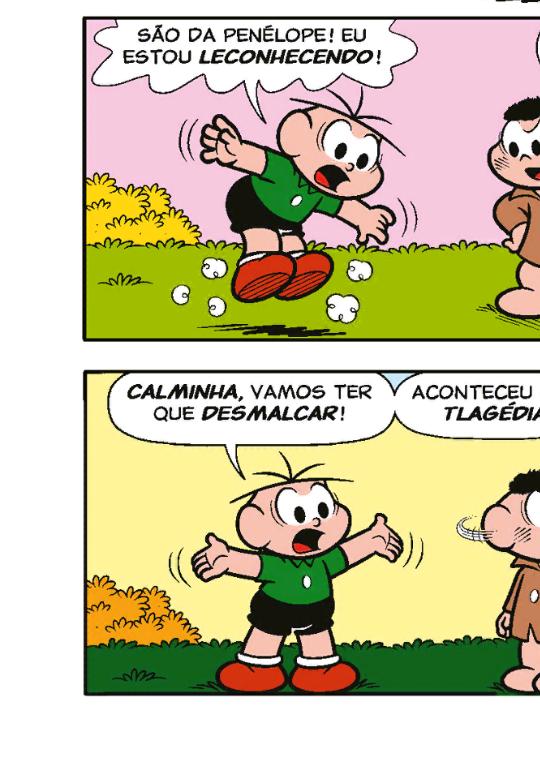 SÃO DA PENÉLOPE! EU
ESTOU LECONHECENDO!
CALMINHA, VAMOS TER
QUE DESMALCAR!
ACONTECEU
TLAGÉDIA